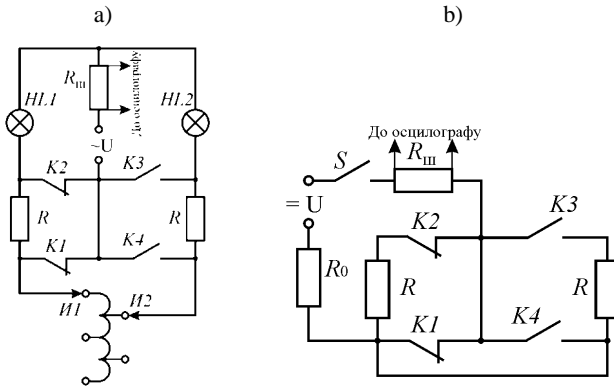 a)
b)
HL1
Rш
До осцилографу
HL2
~U
K2
K3
R
R
K1
K4
И1
И2
До осцилографу
S
Rш
= U
R0
K2
K3
R
R
K1
K4